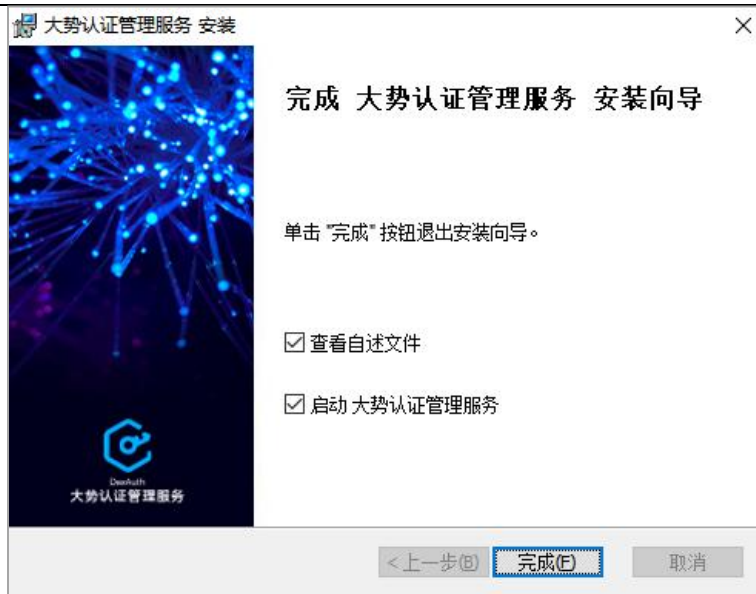 大势认证管理服务 安装
完成 大势认证管理服务 安装向导
单击 "完成" 按钮退出安装向导。
查看自述文件
启动 大势认证管理服务
DasAuth
大势认证管理服务
<上一步(B)
完成(F)
取消